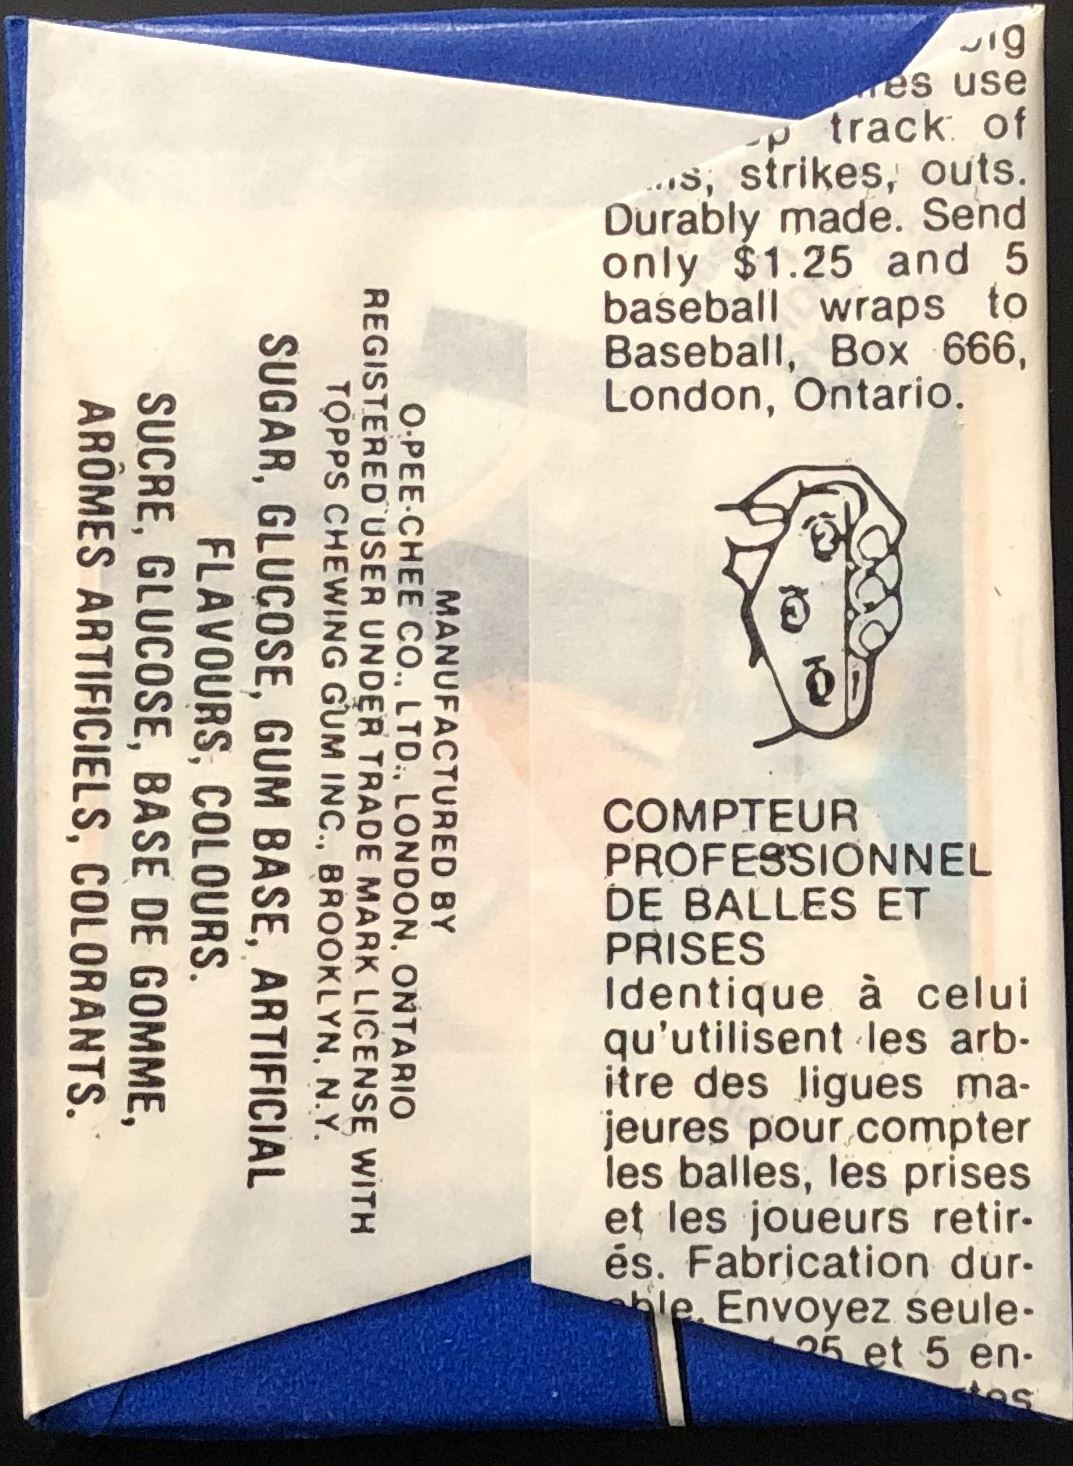 use
track of
strikes, outs.
Durably made. Send
only $1.25 and 5
baseball wraps to
Baseball, Box 666,
London, Ontario.
COMPTEUR
PROFESSIONNEL
DE BALLES ET
PRISES
Identique à celui
qu'utilisent les arb-
itre des ligues ma-
jeures pour compter
les balles, les prises
et les joueurs retir-
és. Fabrication dur-
able. Envoyez seule-
25 et 5 en-
MANUFACTURED BY
O-PEE-CHEE CO., LTD., LONDON, ONTARIO
REGISTERED USER UNDER TRADE MARK LICENSE WITH
TOPPS CHEWING GUM INC., BROOKLYN, N.Y.
SUGAR, GLUCOSE, GUM BASE, ARTIFICIAL
FLAVOURS, COLOURS.
SUCRE, GLUCOSE, BASE DE GOMME,
ARÔMES ARTIFICIELS, COLORANTS.